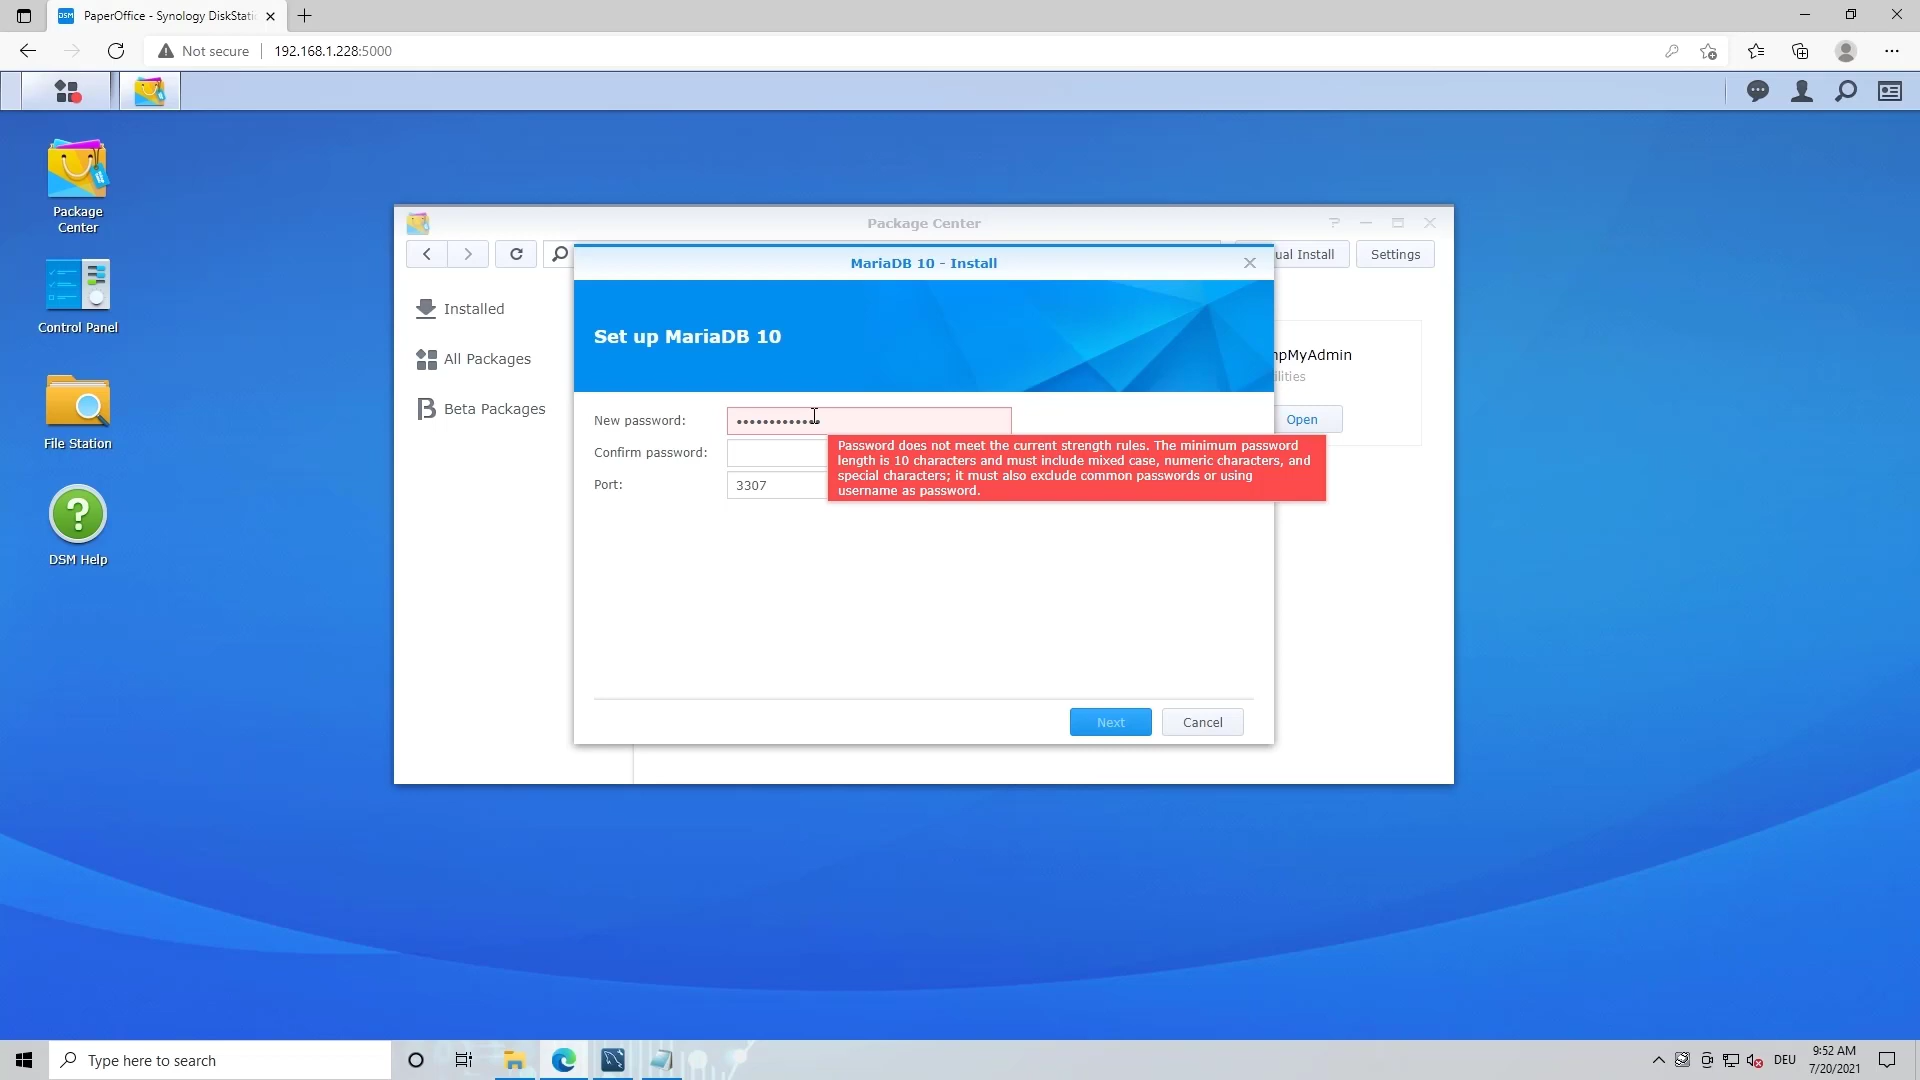 PaperOffice - Synology DiskStati
Not secure
192.168.1.228:5000
Package Center
Control Panel
File Station
DSM Help
Package Center
Settings
Installed
All Packages
Beta Packages
ual Install
Open
MariaDB 10 - Install
Set up MariaDB 10
New password: •••••••••••••
Confirm password:
Port: 3307
Password does not meet the current strength rules. The minimum password
length is 10 characters and must include mixed case, numeric characters, and
special characters; it must also exclude common passwords or using
username as password.
Next
Cancel
Type here to search
DEU
9:52 AM
7/20/2021